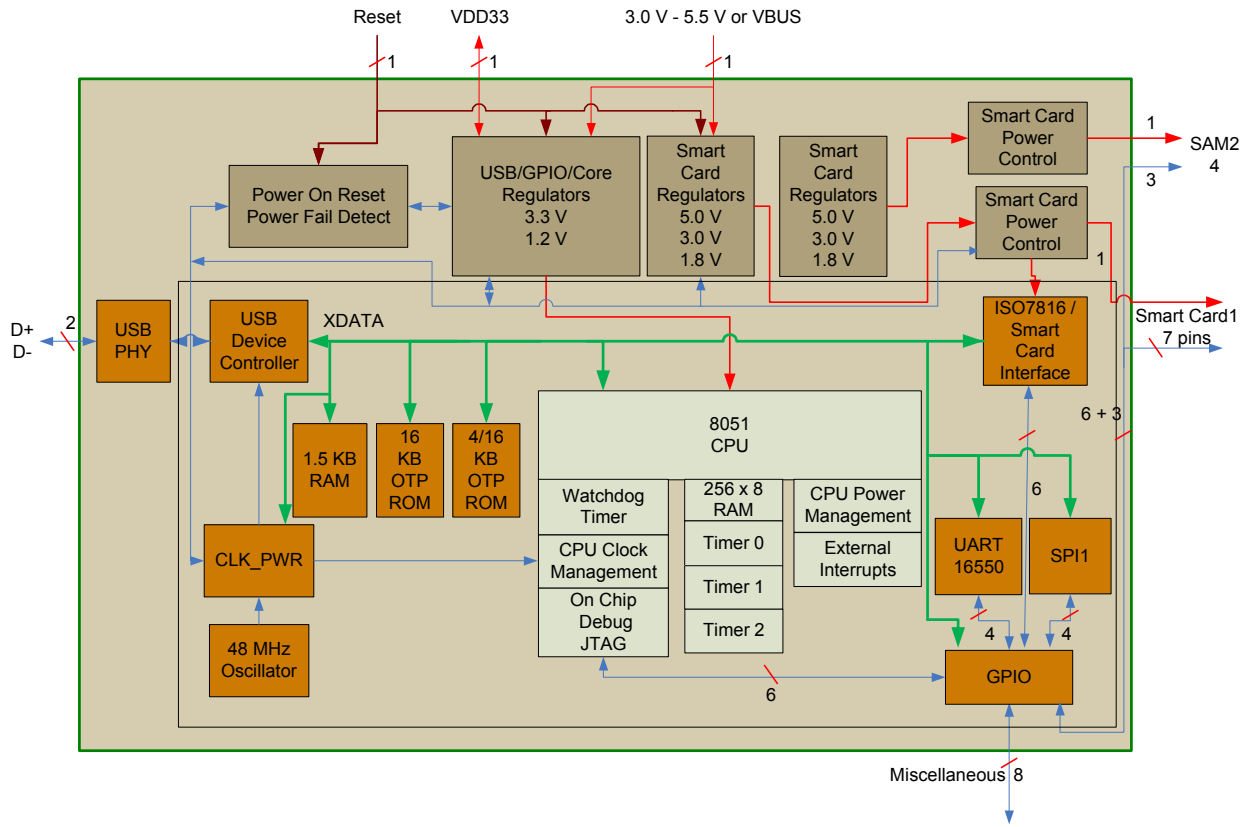 Reset
VDD33
3.0 V - 5.5 V or VBUS
1
1
1
Smart Card
Power
Control
1
SAM2
4
3
Power On Reset
Power Fail Detect
USB/GPIO/Core
Regulators
3.3 V
1.2 V
Smart
Card
Regulators
5.0 V
3.0 V
1.8 V
Smart
Card
Regulators
5.0 V
3.0 V
1.8 V
Smart Card
Power
Control
1
D+
D-
2
USB
PHY
USB
Device
Controller
XDATA
ISO7816 /
Smart
Card
Interface
Smart Card1
7 pins
1.5 KB
RAM
16
KB
OTP
ROM
4/16
KB
OTP
ROM
8051
CPU
6 + 3
Watchdog
Timer
256 x 8
RAM
CPU Power
Management
6
CLK_PWR
CPU Clock
Management
Timer 0
External
Interrupts
UART
16550
SPI1
On Chip
Debug
JTAG
Timer 1
Timer 2
4
4
48 MHz
Oscillator
6
GPIO
Miscellaneous
8